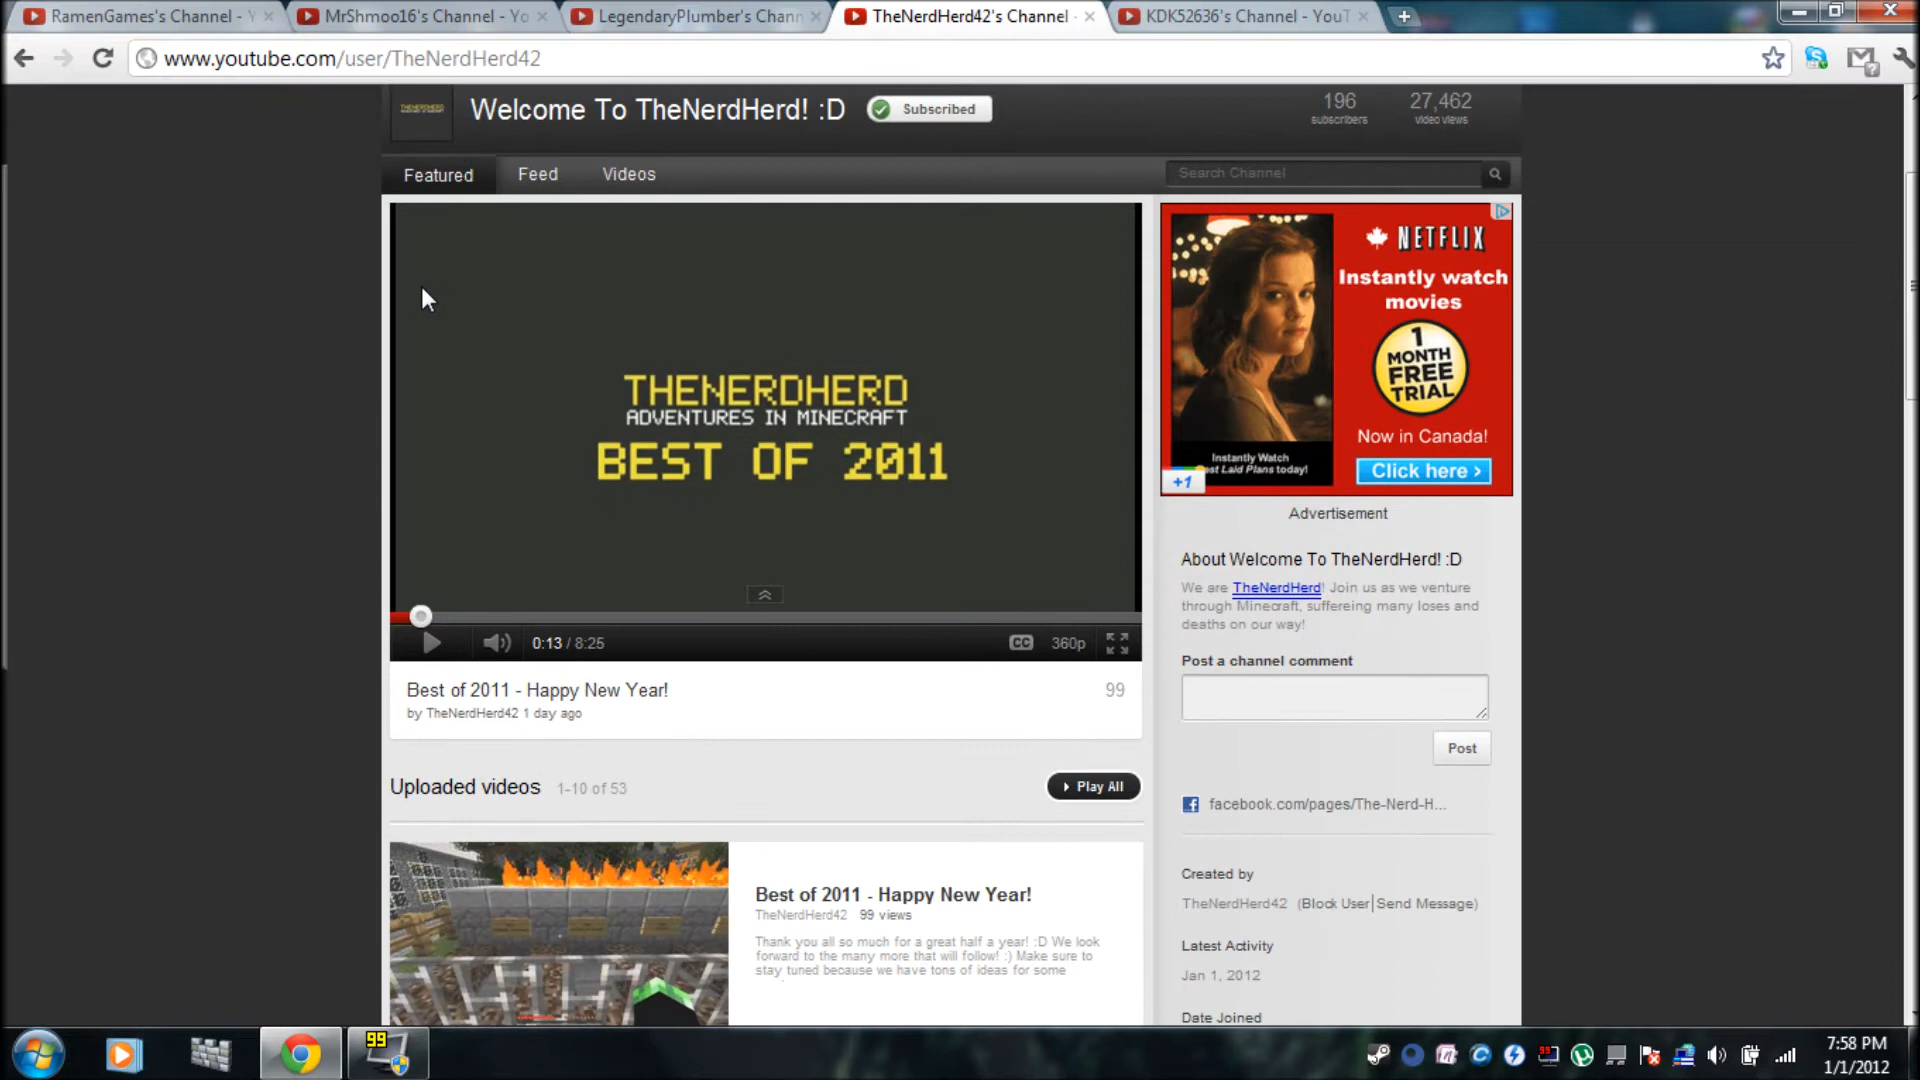 RamenGames's Channel - Y
MrShmoo16's Channel - Yo
LegendaryPlumber's Chann
TheNerdHerd42's Channel -
KDK52636's Channel - YouT
www.youtube.com/user/TheNerdHerd42
THENERDHERD
Welcome To TheNerdHerd! :D
Subscribed
196
subscribers
27,462
video views
Featured
Feed
Videos
Search Channel
THENERDHERD
ADVENTURES IN MINECRAFT
BEST OF 2011
NETFLIX
Instantly watch
movies
1
MONTH
FREE
TRIAL
Now in Canada!
Click here >
Instantly Watch
est Laid Plans today!
+1
Advertisement
0:13 / 8:25
CC
360p
Best of 2011 - Happy New Year!
99
by TheNerdHerd42 1 day ago
About Welcome To TheNerdHerd! :D
We are TheNerdHerd! Join us as we venture
through Minecraft, suffereing many loses and
deaths on our way!
Post a channel comment
Post
Uploaded videos 1-10 of 53
Play All
facebook.com/pages/The-Nerd-H...
Best of 2011 - Happy New Year!
TheNerdHerd42 99 views
Thank you all so much for a great half a year! :D We look
forward to the many more that will follow! :) Make sure to
stay tuned because we have tons of ideas for some
Created by
TheNerdHerd42 (Block User|Send Message)
Latest Activity
Jan 1, 2012
Date Joined
99
99
7:58 PM
1/1/2012